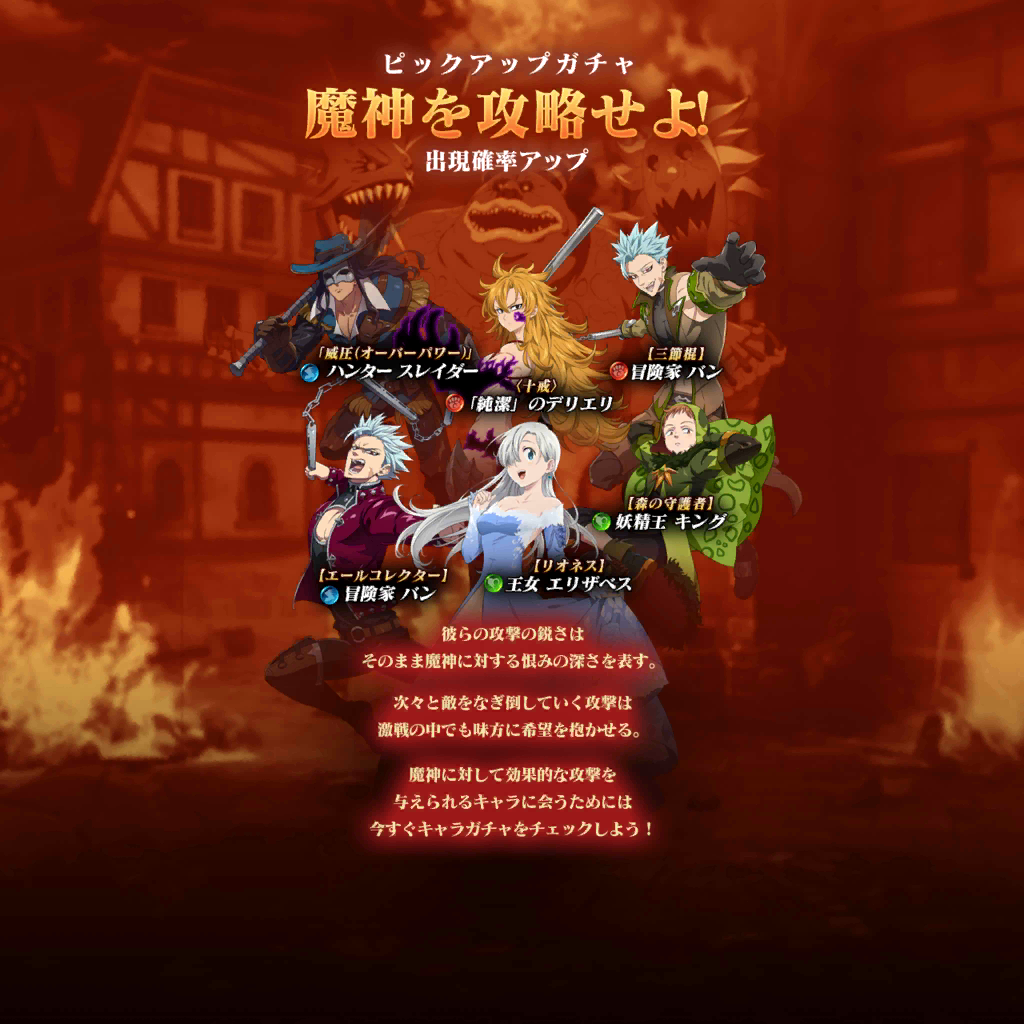 ピックアップガチャ
魔神を攻略せよ!
出現確率アップ
「威圧(オーバーパワー)」
ハンター スレイダー
〈十戒〉
「純潔」のデリエリ
【三節棍】
冒険家 バン
【エールコレクター】
冒険家 バン
【リオネス】
王女 エリザベス
【森の守護者】
妖精王 キング
彼らの攻撃の鋭さは
そのまま魔神に対する恨みの深さを表す。
次々と敵をなぎ倒していく攻撃は
激戦の中でも味方に希望を抱かせる。
魔神に対して効果的な攻撃を
与えられるキャラに会うためには
今すぐキャラガチャをチェックしよう！